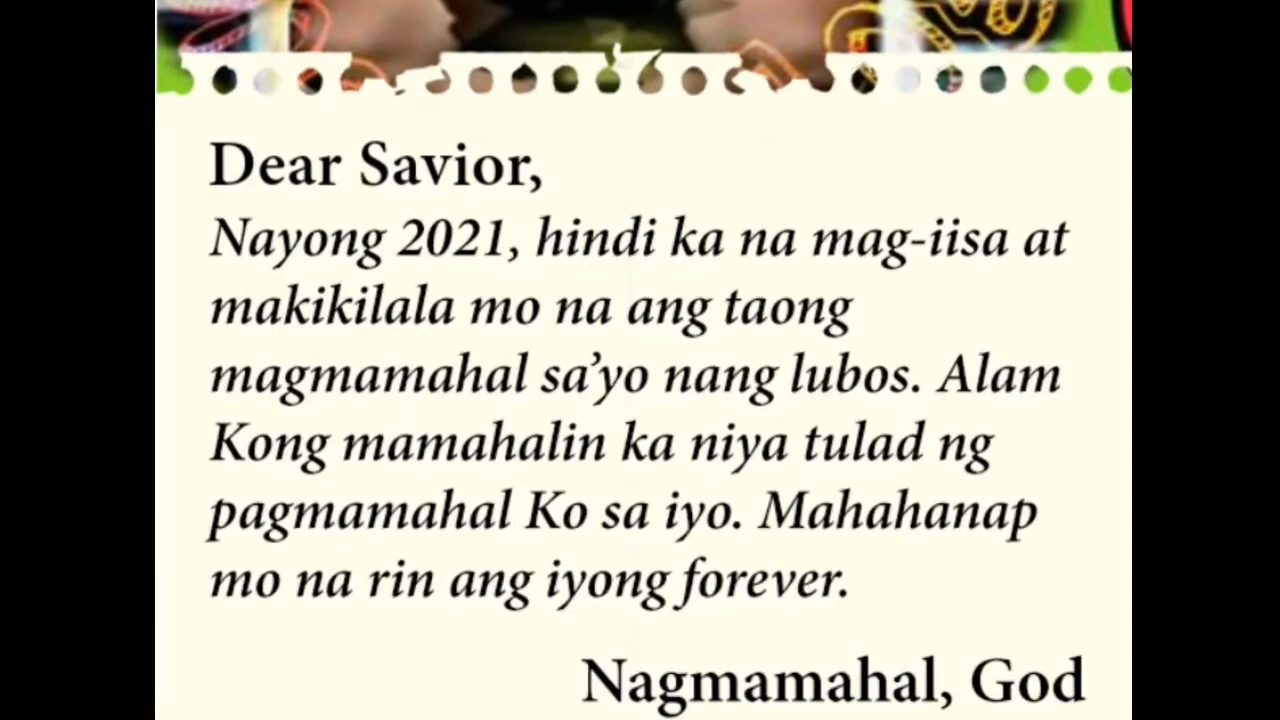 Dear Savior,
Nayong 2021, hindi ka na mag-iisa at
makikilala mo na ang taong
magmamahal sa’yo nang lubos. Alam
Kong mamahalin ka niya tulad ng
pagmamahal Ko sa iyo. Mahahanap
mo na rin ang iyong forever.
Nagmamahal, God